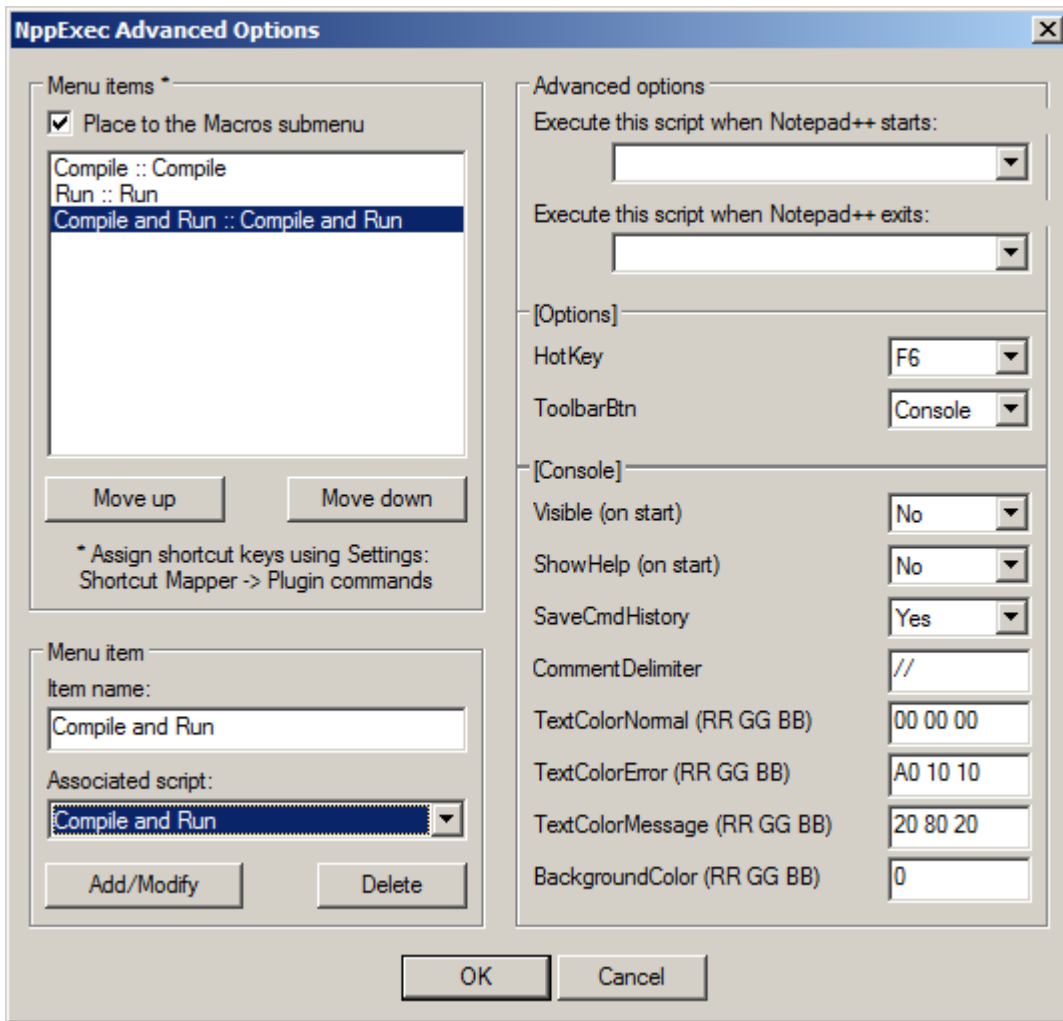 NppExec Advanced Options
Menu items *
Place to the Macros submenu
Compile :: Compile
Run :: Run
Compile and Run :: Compile and Run
Move up
Move down
* Assign shortcut keys using Settings:
Shortcut Mapper -> Plugin commands
Menu item
Item name:
Compile and Run
Associated script:
Compile and Run
Add/Modify
Delete
Advanced options
Execute this script when Notepad++ starts:
Execute this script when Notepad++ exits:
[Options]
HotKey
F6
ToolbarBtn
Console
[Console]
Visible (on start)
No
ShowHelp (on start)
No
SaveCmdHistory
Yes
CommentDelimiter
//
TextColorNormal (RR GG BB)
00 00 00
TextColorError (RR GG BB)
A0 10 10
TextColorMessage (RR GG BB)
20 80 20
BackgroundColor (RR GG BB)
0
OK
Cancel